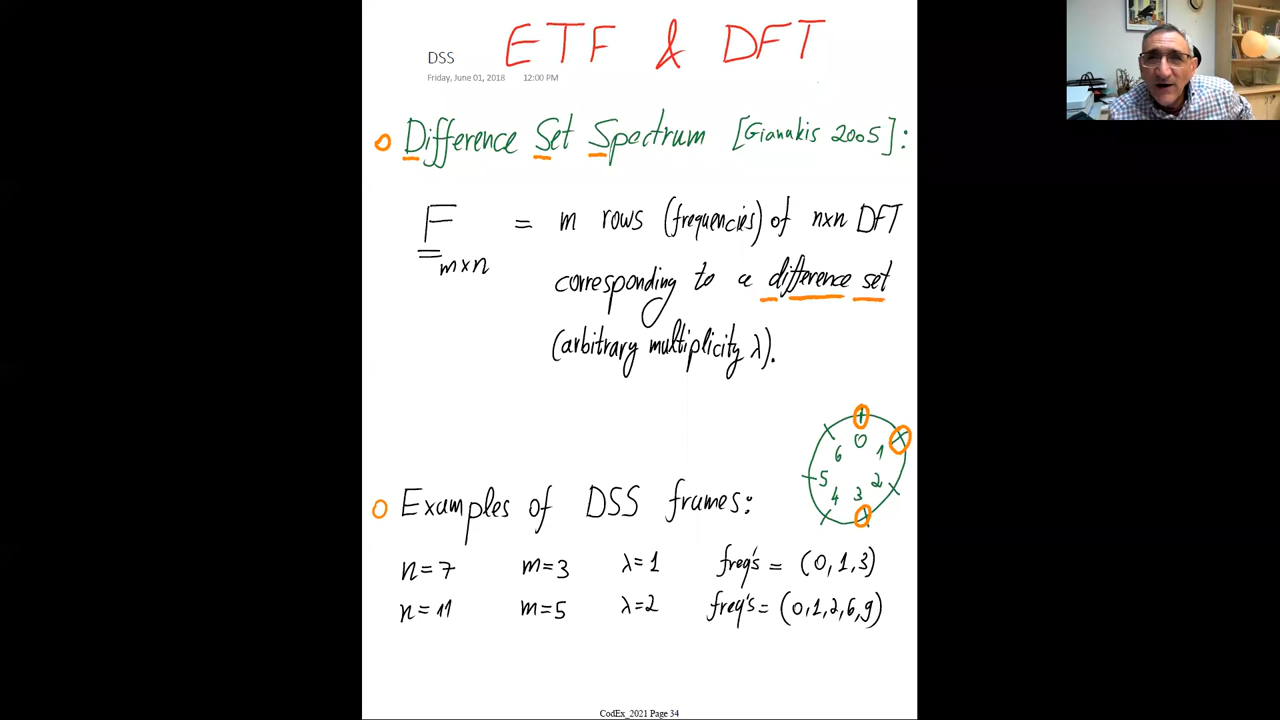 ETF & DFT
DSS
Friday, June 01, 2018 12:00 PM
Difference Set Spectrum [Gianakis 2005]:
F m×n = m rows (frequencies) of n×n DFT
corresponding to a difference set
(arbitrary multiplicity λ).
0
6 1
5 2
4 3
Examples of DSS frames:
n=7 m=3 λ=1 freq's = (0,1,3)
n=11 m=5 λ=2 freq's = (0,1,2,6,9)
CodEx_2021 Page 34